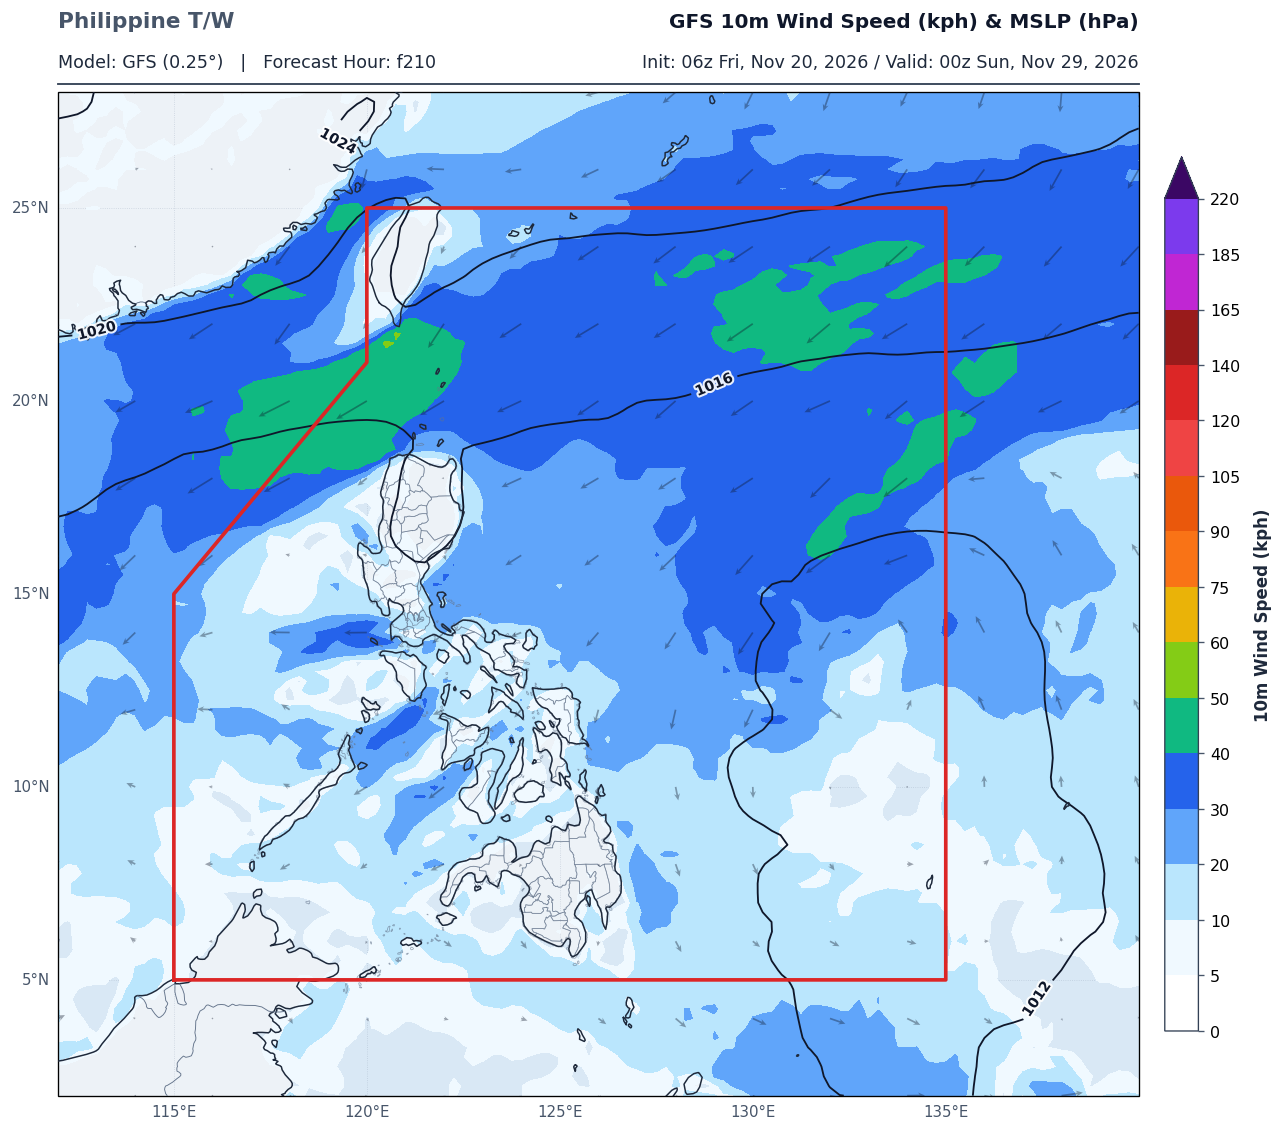 Philippine T/W
GFS 10m Wind Speed (kph) & MSLP (hPa)
Model: GFS (0.25°) | Forecast Hour: f210
Init: 06z Fri, Nov 20, 2026 / Valid: 00z Sun, Nov 29, 2026
1024
1020
1016
1012
25°N
20°N
15°N
10°N
5°N
115°E
120°E
125°E
130°E
135°E
220
185
165
140
120
105
90
75
60
50
40
30
20
10
5
0
10m Wind Speed (kph)